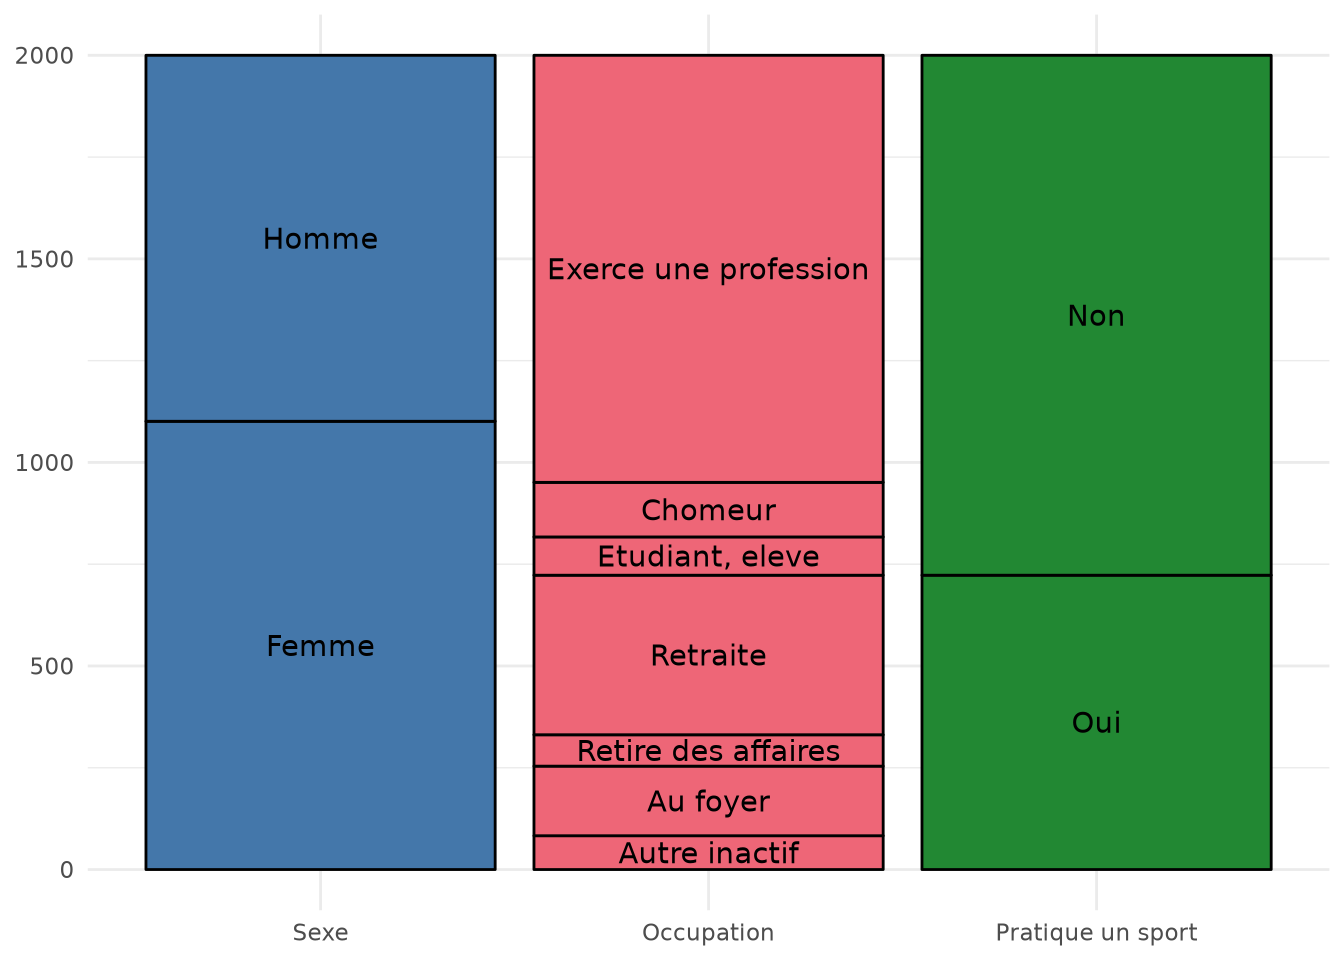 2000
1500
1000
500
0
Homme
Femme
Exerce une profession
Chomeur
Etudiant, eleve
Retraite
Retire des affaires
Au foyer
Autre inactif
Non
Oui
Sexe
Occupation
Pratique un sport